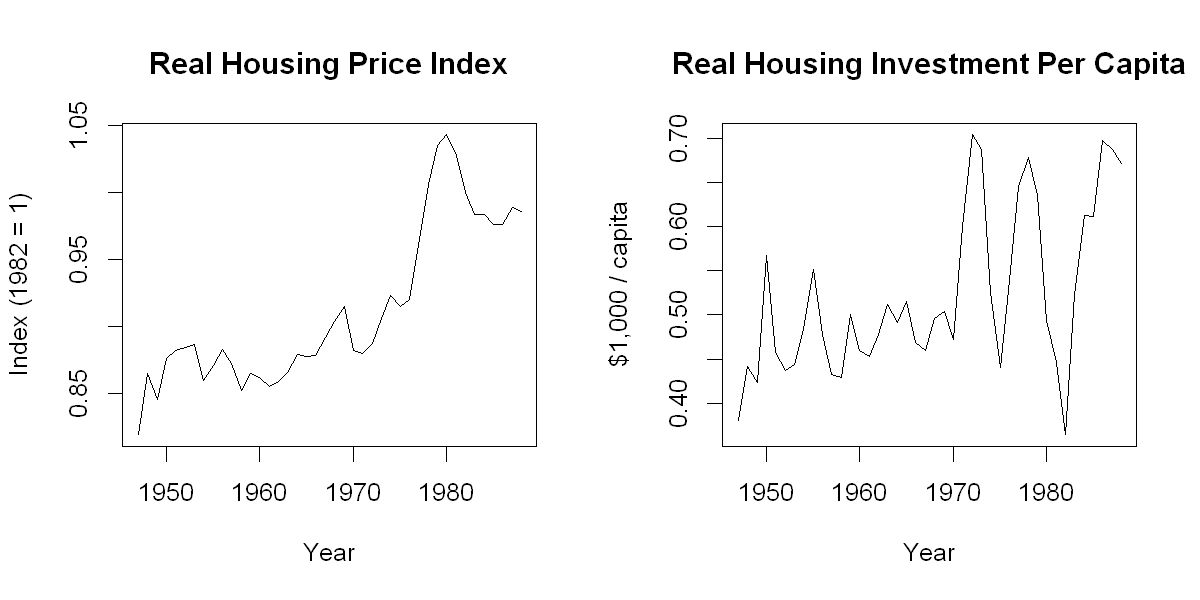 Real Housing Price Index
Index (1982 = 1)
1.05
0.95
0.85
1950 1960 1970 1980
Year
Real Housing Investment Per Capita
$1,000 / capita
0.70
0.60
0.50
0.40
1950 1960 1970 1980
Year